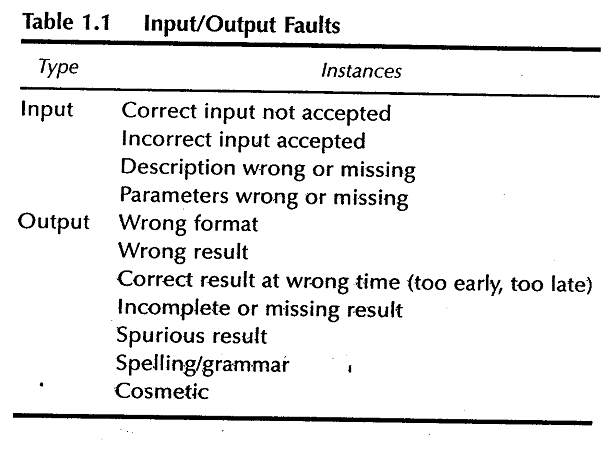 Table 1.1 Input/Output Faults
Type Instances
Input Correct input not accepted
Incorrect input accepted
Description wrong or missing
Parameters wrong or missing
Output Wrong format
Wrong result
Correct result at wrong time (too early, too late)
Incomplete or missing result
Spurious result
Spelling/grammar
Cosmetic